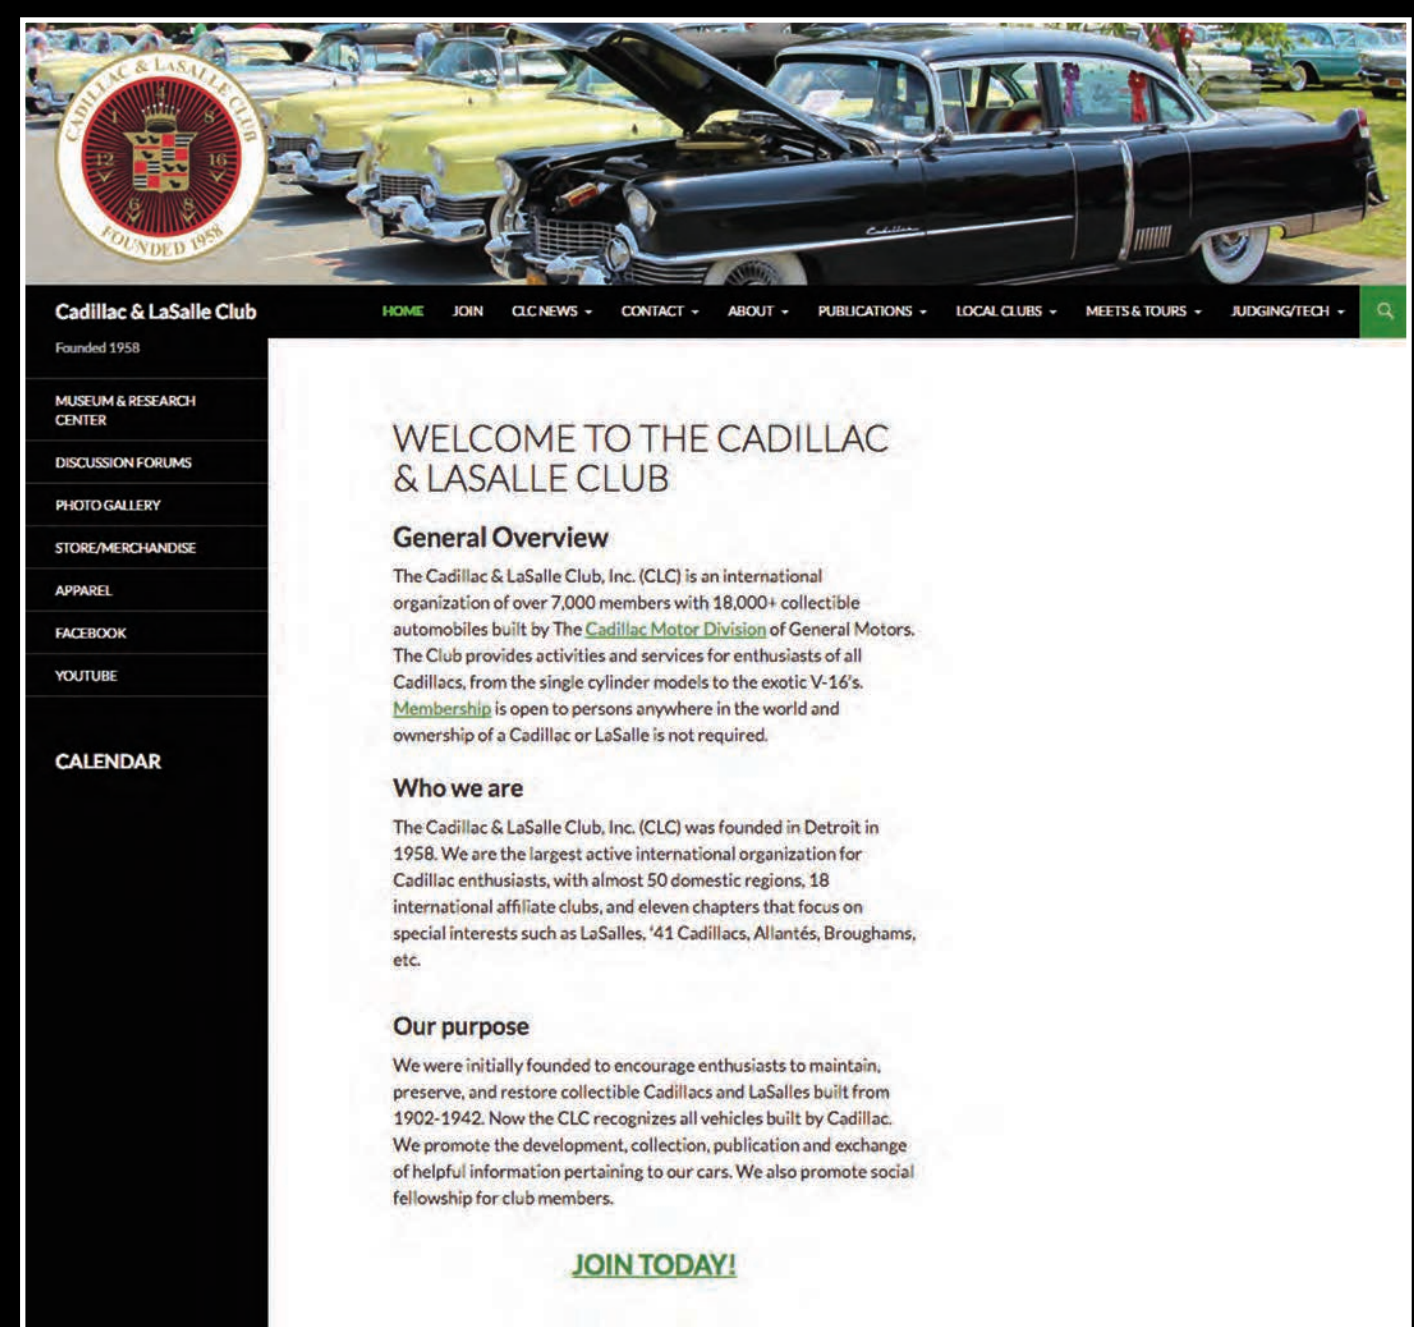 CADILLAC & LASALLE CLUB
4
1 8
12 16
6 8
FOUNDED 1958
Cadillac
Cadillac & LaSalle Club
HOME JOIN CLC NEWS CONTACT ABOUT PUBLICATIONS LOCAL CLUBS MEETS & TOURS JUDGING/TECH
Founded 1958
MUSEUM & RESEARCH
CENTER
DISCUSSION FORUMS
PHOTO GALLERY
STORE/MERCHANDISE
APPAREL
FACEBOOK
YOUTUBE
CALENDAR
WELCOME TO THE CADILLAC
& LASALLE CLUB
General Overview
The Cadillac & LaSalle Club, Inc. (CLC) is an international
organization of over 7,000 members with 18,000+ collectible
automobiles built by The Cadillac Motor Division of General Motors.
The Club provides activities and services for enthusiasts of all
Cadillacs, from the single cylinder models to the exotic V-16's.
Membership is open to persons anywhere in the world and
ownership of a Cadillac or LaSalle is not required.
Who we are
The Cadillac & LaSalle Club, Inc. (CLC) was founded in Detroit in
1958. We are the largest active international organization for
Cadillac enthusiasts, with almost 50 domestic regions, 18
international affiliate clubs, and eleven chapters that focus on
special interests such as LaSalles, '41 Cadillacs, Allantés, Broughams,
etc.
Our purpose
We were initially founded to encourage enthusiasts to maintain,
preserve, and restore collectible Cadillacs and LaSalles built from
1902-1942. Now the CLC recognizes all vehicles built by Cadillac.
We promote the development, collection, publication and exchange
of helpful information pertaining to our cars. We also promote social
fellowship for club members.
JOIN TODAY!